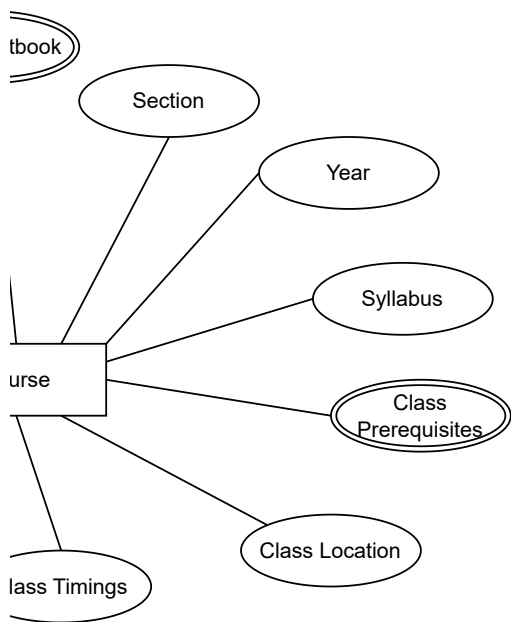 tbook
Section
Year
Syllabus
urse
Class
Prerequisites
Class Location
lass Timings